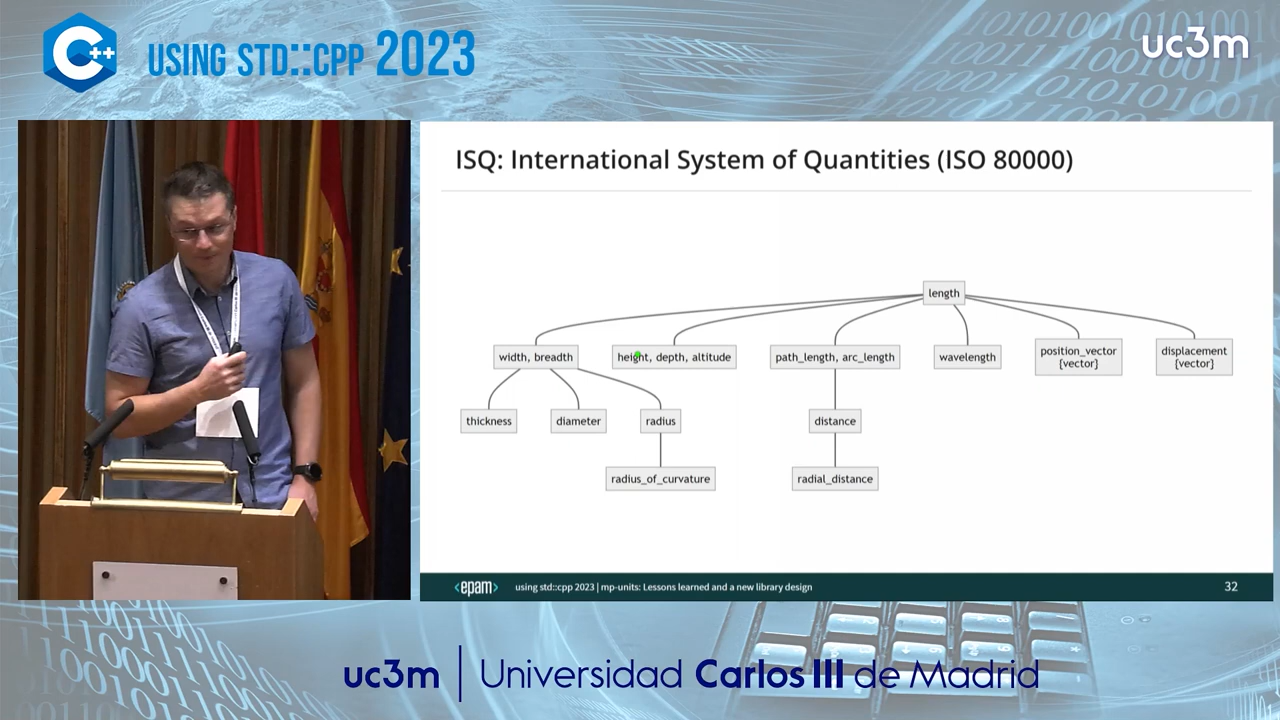 C++
USING STD::CPP 2023
uc3m
ISQ: International System of Quantities (ISO 80000)
length
width, breadth
height, depth, altitude
path_length, arc_length
wavelength
position_vector
{vector}
displacement
{vector}
thickness
diameter
radius
distance
radius_of_curvature
radial_distance
<epam>
using std::cpp 2023 | mp-units: Lessons learned and a new library design
32
uc3m | Universidad Carlos III de Madrid